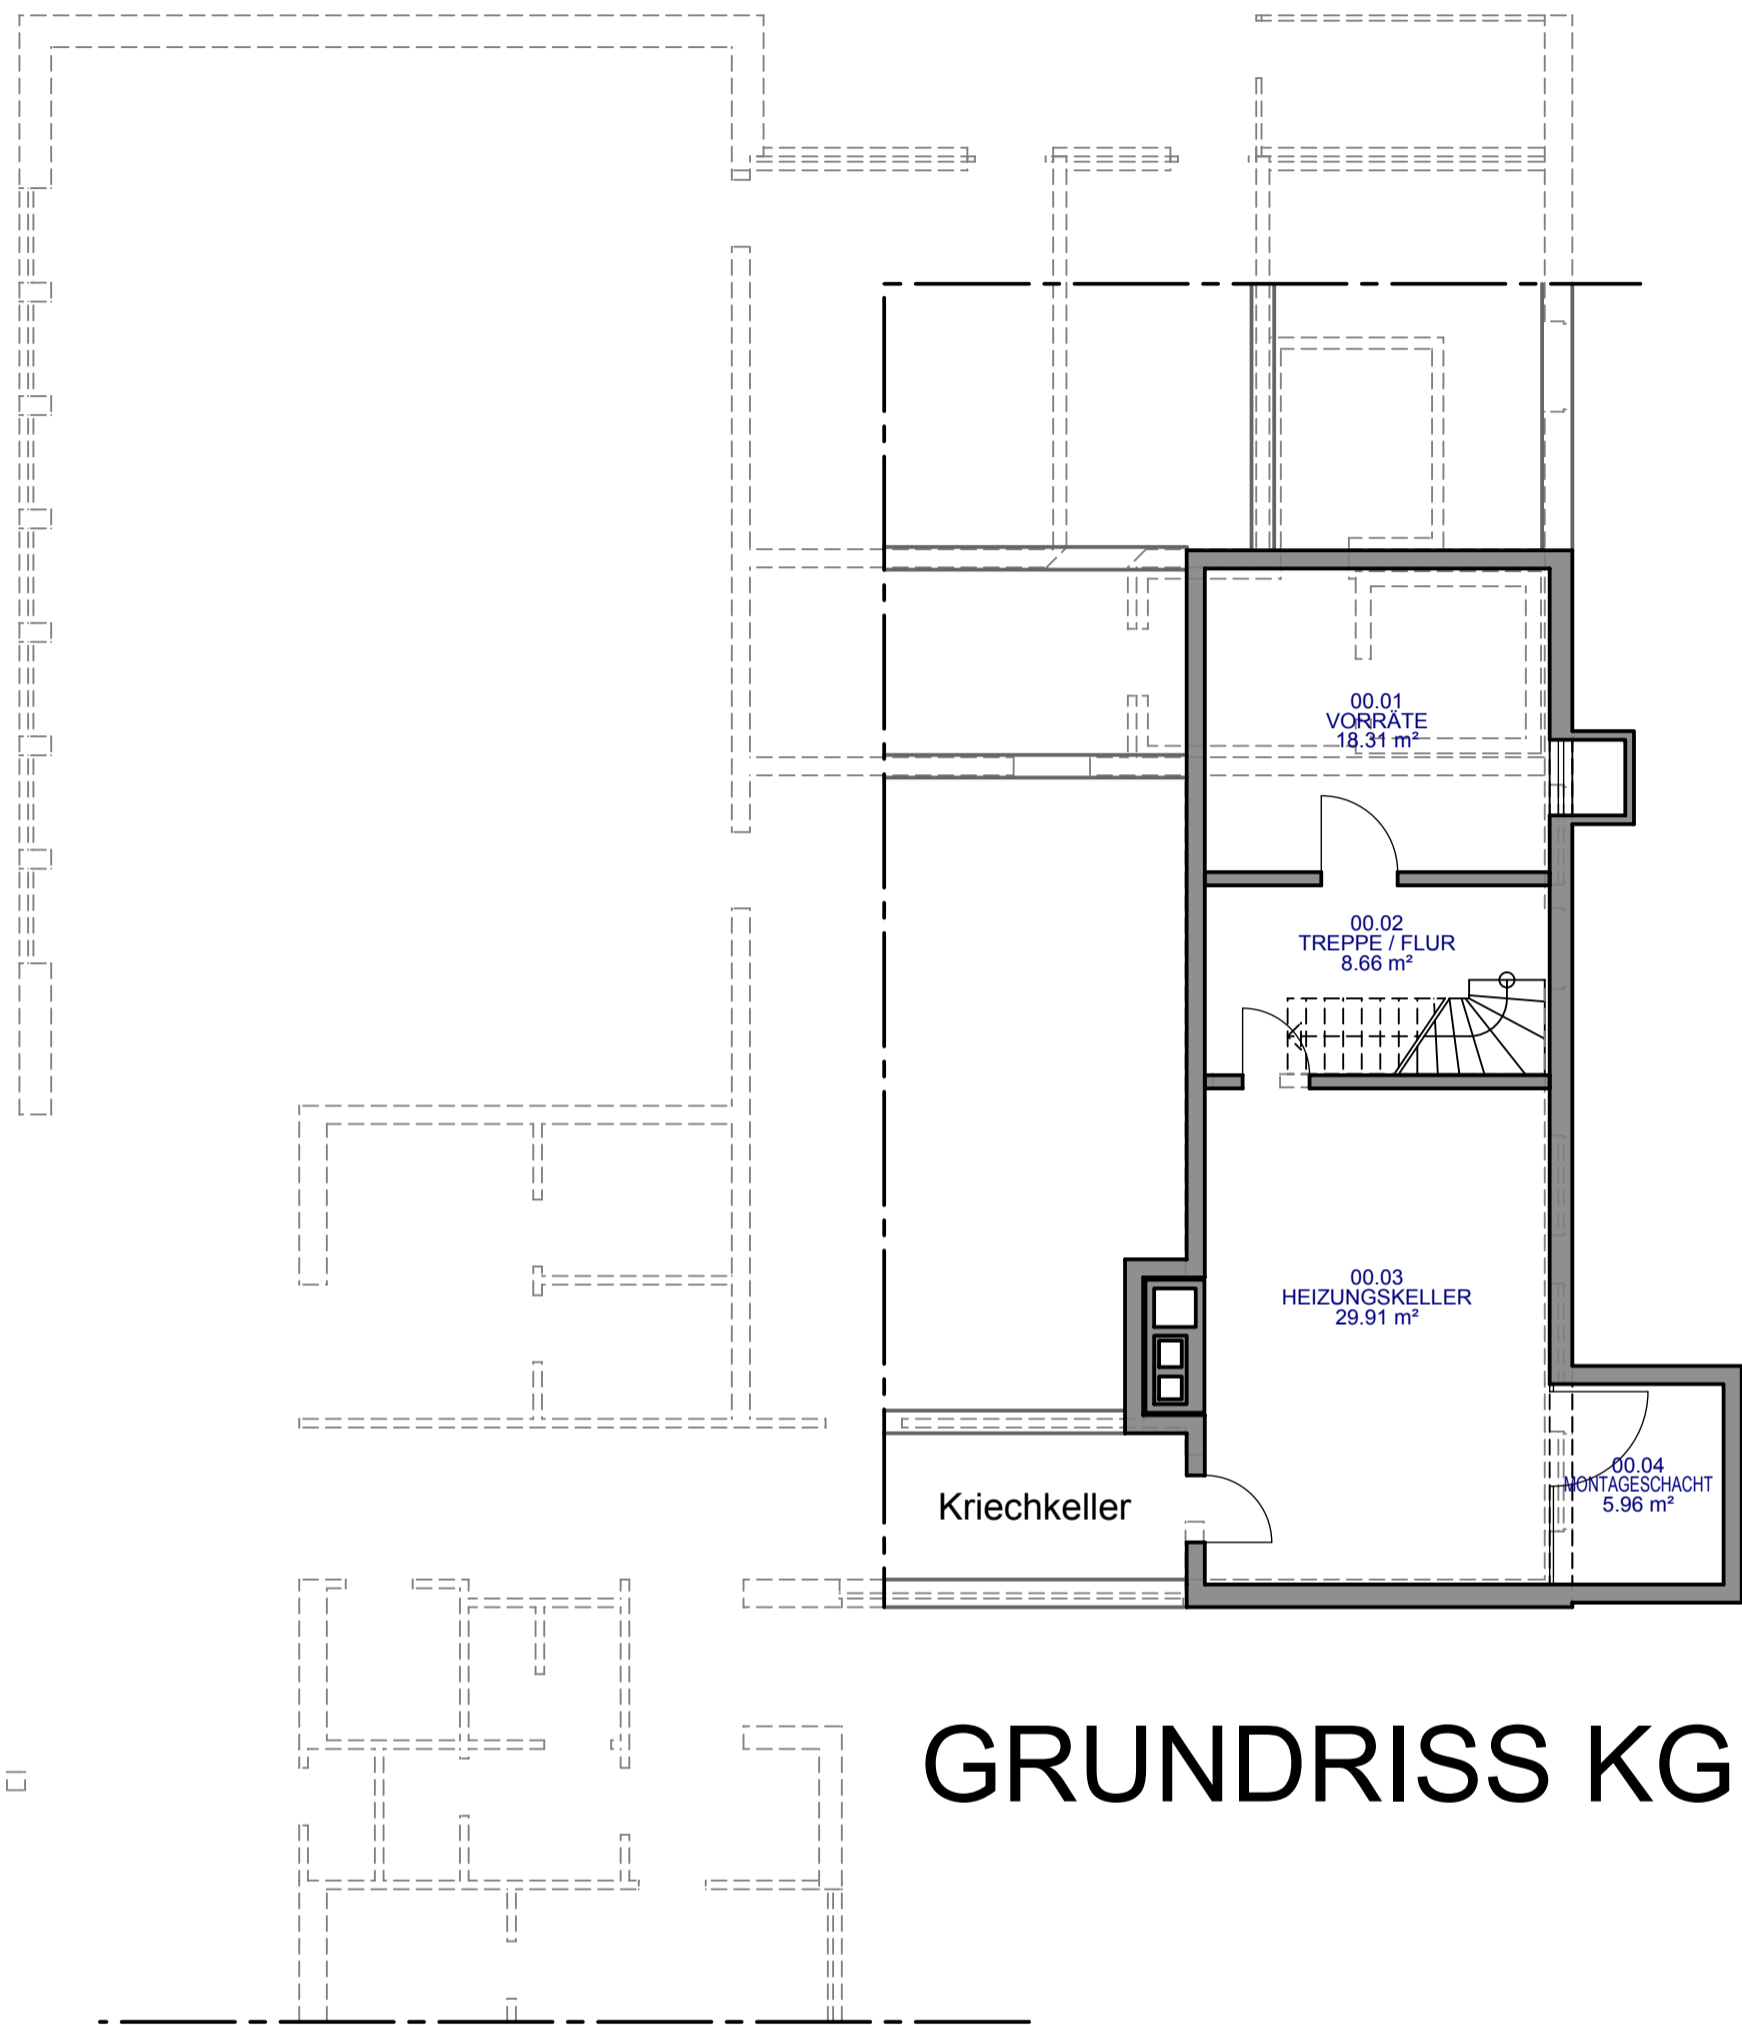 00.01
VORRÄTE
18.31 m²
00.02
TREPPE / FLUR
8.66 m²
00.03
HEIZUNGSKELLER
29.91 m²
00.04
MONTAGESCHACHT
5.96 m²
Kriechkeller
GRUNDRISS KG